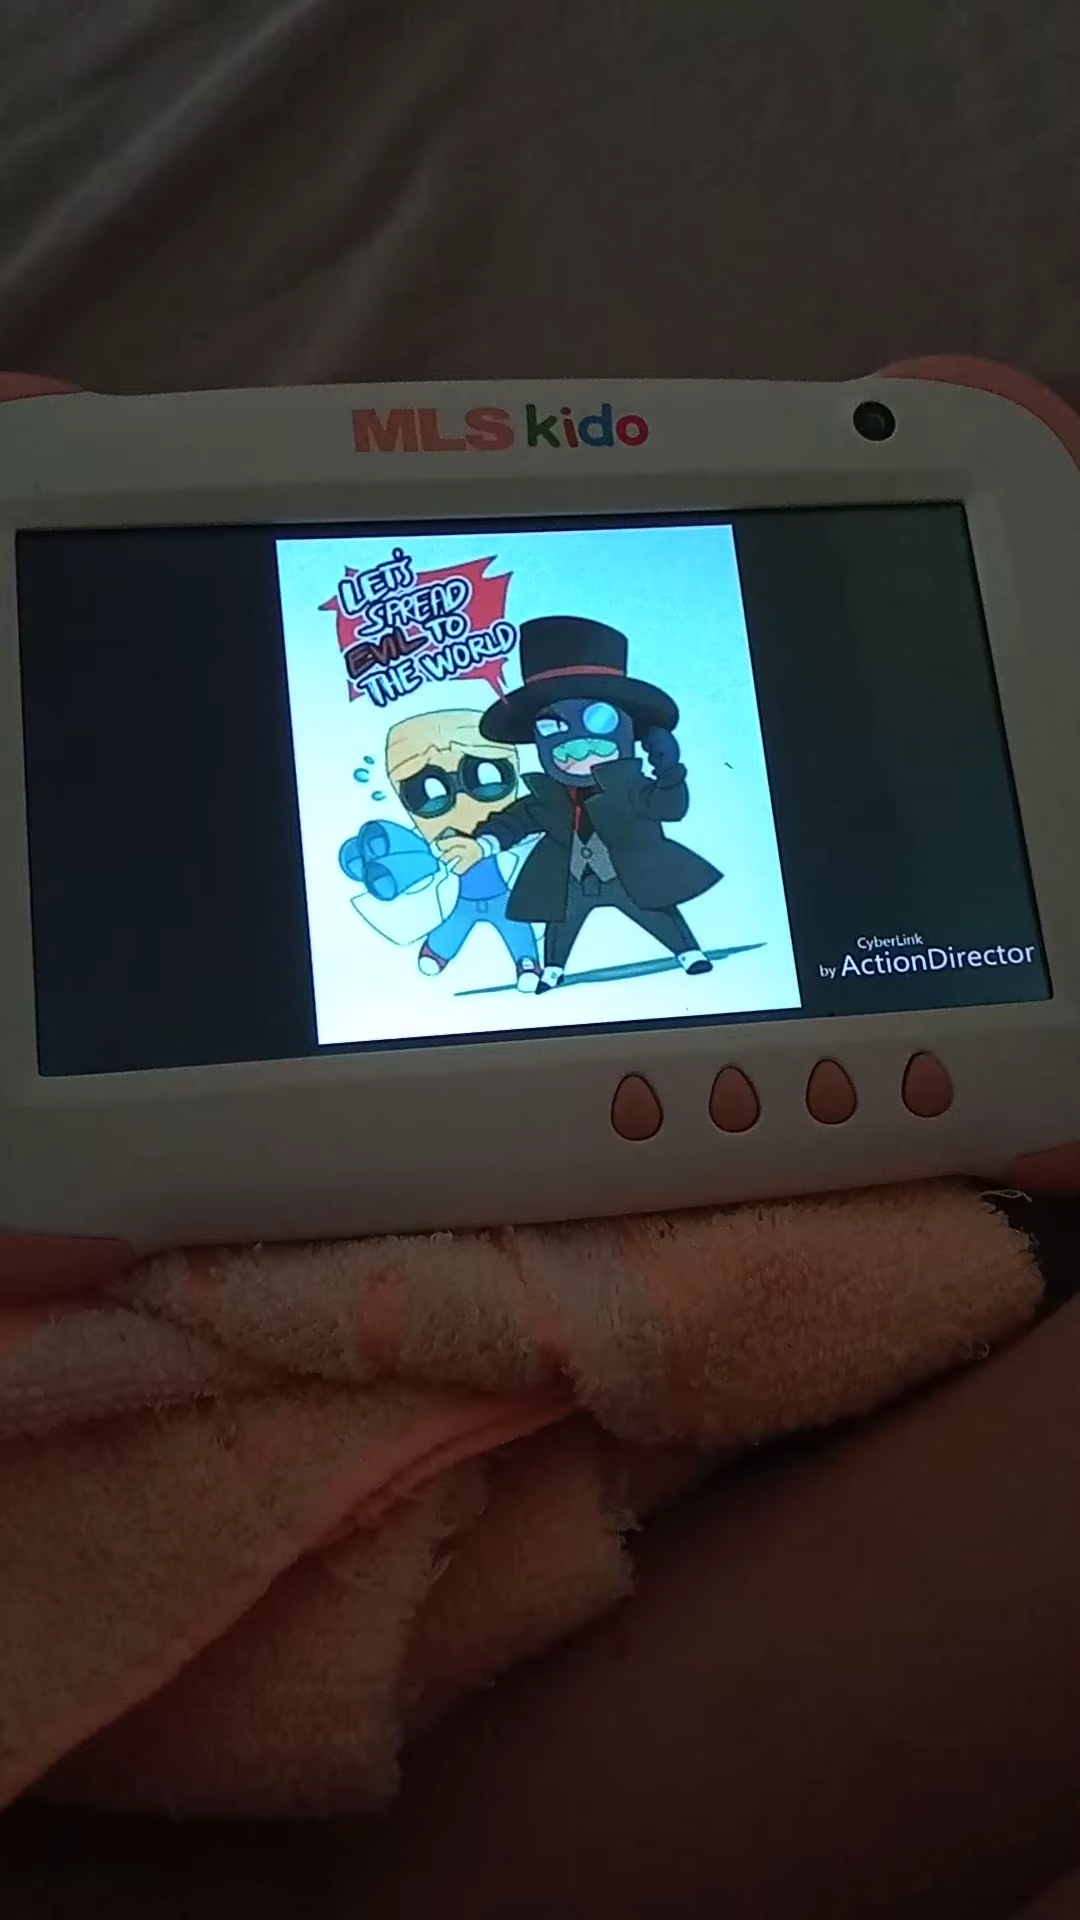 MLS kido
LET'S
SPREAD
EVIL TO
THE WORLD
CyberLink
by ActionDirector